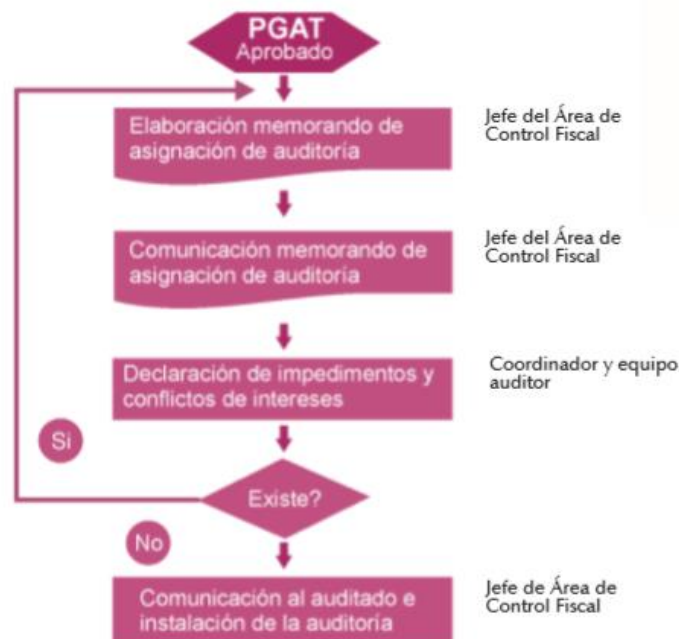 PGAT
Aprobado
Elaboración memorando de
asignación de auditoría
Jefe del Área de
Control Fiscal
Comunicación memorando de
asignación de auditoría
Jefe del Área de
Control Fiscal
Declaración de impedimentos y
conflictos de intereses
Coordinador y equipo
auditor
Si
Existe?
No
Comunicación al auditado e
instalación de la auditoría
Jefe de Área de
Control Fiscal